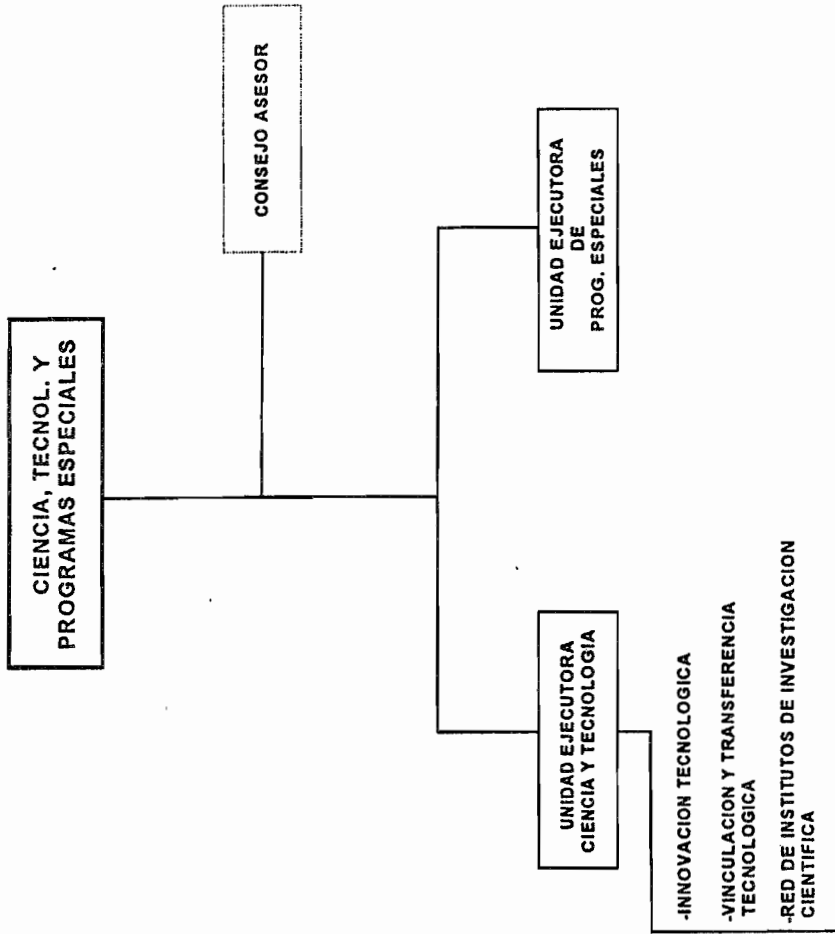 CIENCIA, TECNOL. Y
PROGRAMAS ESPECIALES
CONSEJO ASESOR
UNIDAD EJECUTORA
CIENCIA Y TECNOLOGIA
UNIDAD EJECUTORA
DE
PROG. ESPECIALES
-INNOVACION TECNOLOGICA
-VINCULACION Y TRANSFERENCIA
TECNOLOGICA
-RED DE INSTITUTOS DE INVESTIGACION
CIENTIFICA